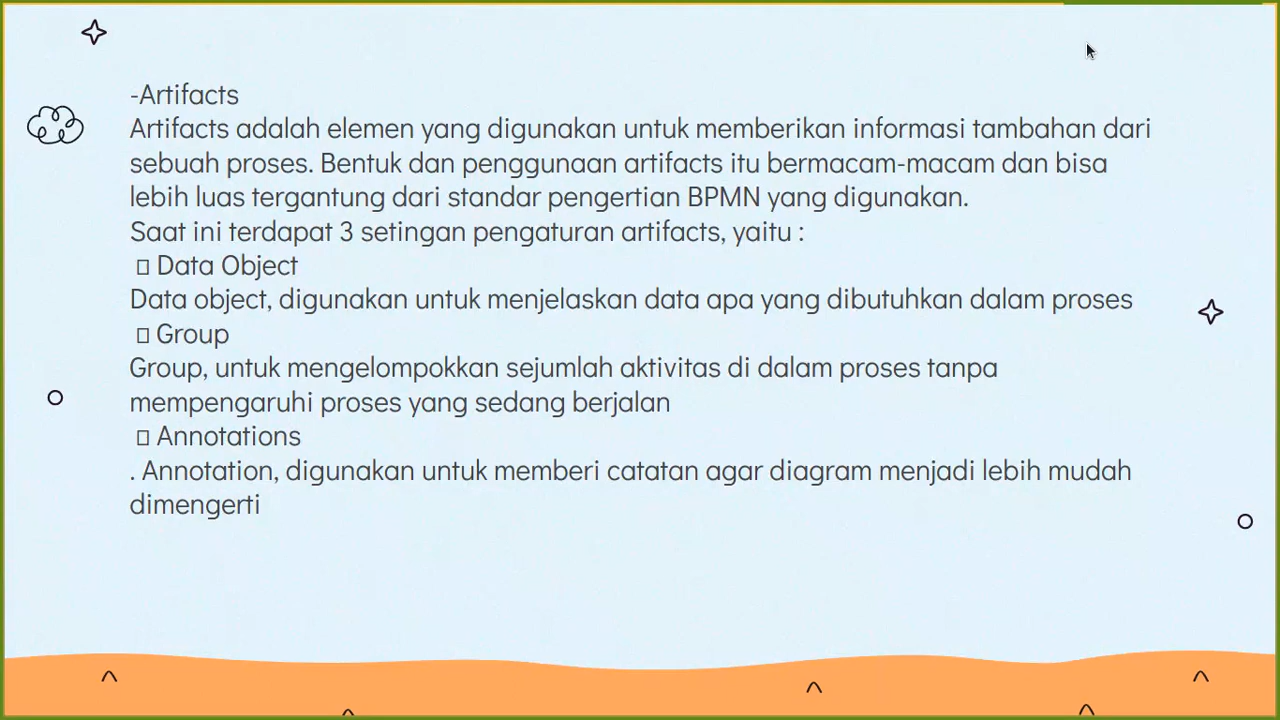 -Artifacts
Artifacts adalah elemen yang digunakan untuk memberikan informasi tambahan dari
sebuah proses. Bentuk dan penggunaan artifacts itu bermacam-macam dan bisa
lebih luas tergantung dari standar pengertian BPMN yang digunakan.
Saat ini terdapat 3 setingan pengaturan artifacts, yaitu :
▯ Data Object
Data object, digunakan untuk menjelaskan data apa yang dibutuhkan dalam proses
▯ Group
Group, untuk mengelompokkan sejumlah aktivitas di dalam proses tanpa
mempengaruhi proses yang sedang berjalan
▯ Annotations
. Annotation, digunakan untuk memberi catatan agar diagram menjadi lebih mudah
dimengerti